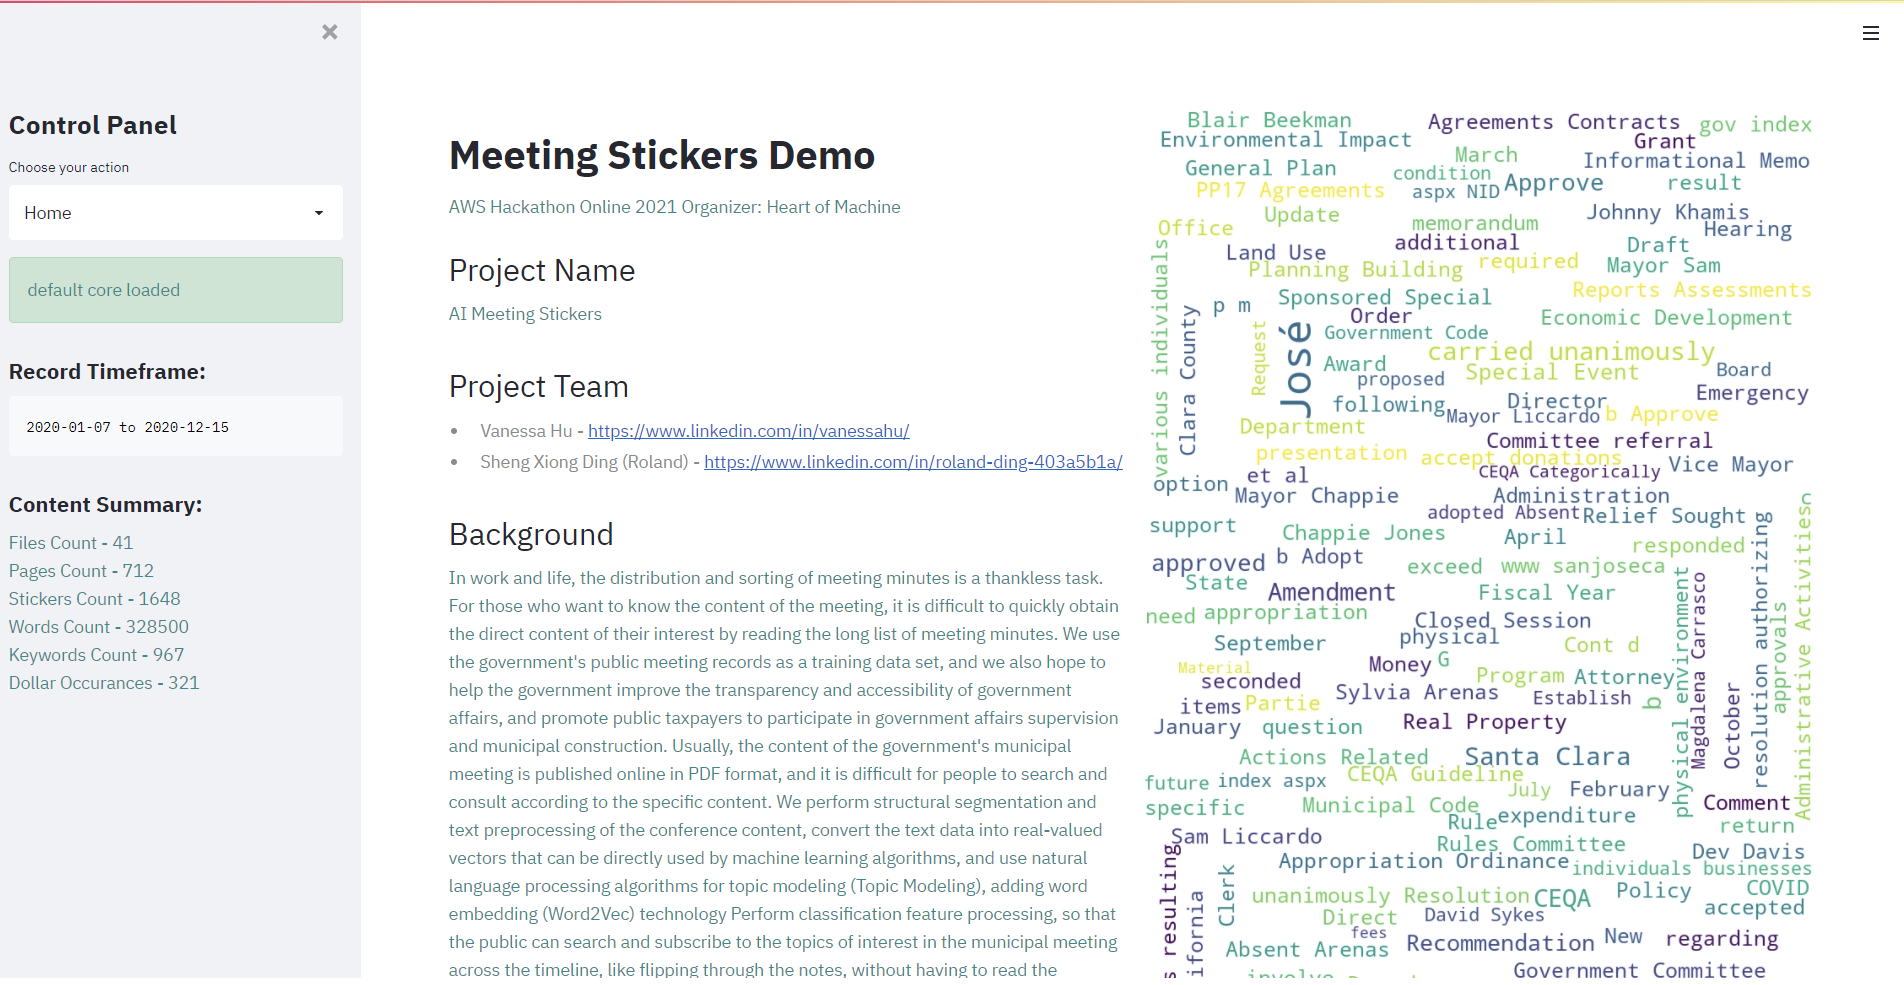 Control Panel
Choose your action
Home
default core loaded
Record Timeframe:
2020-01-07 to 2020-12-15
Content Summary:
Files Count - 41
Pages Count - 712
Stickers Count - 1648
Words Count - 328500
Keywords Count - 967
Dollar Occurances - 321
Meeting Stickers Demo
AWS Hackathon Online 2021 Organizer: Heart of Machine
Project Name
AI Meeting Stickers
Project Team
• Vanessa Hu - https://www.linkedin.com/in/vanessahu/
• Sheng Xiong Ding (Roland) - https://www.linkedin.com/in/roland-ding-403a5b1a/
Background
In work and life, the distribution and sorting of meeting minutes is a thankless task.
For those who want to know the content of the meeting, it is difficult to quickly obtain
the direct content of their interest by reading the long list of meeting minutes. We use
the government's public meeting records as a training data set, and we also hope to
help the government improve the transparency and accessibility of government
affairs, and promote public taxpayers to participate in government affairs supervision
and municipal construction. Usually, the content of the government's municipal
meeting is published online in PDF format, and it is difficult for people to search and
consult according to the specific content. We perform structural segmentation and
text preprocessing of the conference content, convert the text data into real-valued
vectors that can be directly used by machine learning algorithms, and use natural
language processing algorithms for topic modeling (Topic Modeling), adding word
embedding (Word2Vec) technology Perform classification feature processing, so that
the public can search and subscribe to the topics of interest in the municipal meeting
across the timeline, like flipping through the notes, without having to read the
Blair Beekman
Agreements Contracts
gov index
Environmental Impact
Grant
General Plan
March
Informational Memo
condition
PP17 Agreements
aspx NID
Approve
result
Update
Johnny Khamis
Office
memorandum
Hearing
Land Use
additional
Draft
Planning Building
required
Mayor Sam
various individuals
Clara County
p m
Sponsored Special
Reports Assessments
Order
Economic Development
Request
José
Government Code
Award
carried unanimously
proposed
Special Event
Board
Emergency
following
Director
Mayor Liccardo
b Approve
Department
Committee referral
presentation
accept donations
Vice Mayor
et al
CEQA Categorically
option
Mayor Chappie
Administration
adopted Absent
Relief Sought
support
Chappie Jones
April
responded
approved
b Adopt
exceed
www sanjoseca
State
Amendment
Fiscal Year
need
appropriation
Closed Session
September
physical
Cont d
Material
Money
G
Program
Attorney
seconded
Sylvia Arenas
Establish
b
items
Partie
January
question
Real Property
physical environment
Magdalena Carrasco
October
resolution authorizing
approvals
Administrative Activities
c
Actions Related
Santa Clara
future
index aspx
CEQA Guideline
July
February
specific
Municipal Code
Comment
Rule
expenditure
return
Sam Liccardo
Rules Committee
Dev Davis
Appropriation Ordinance
individuals businesses
resulting
ifornia
Clerk
unanimously Resolution
CEQA
Policy
COVID
accepted
Direct
David Sykes
fees
Absent Arenas
Recommendation
New
regarding
Government Committee
involve